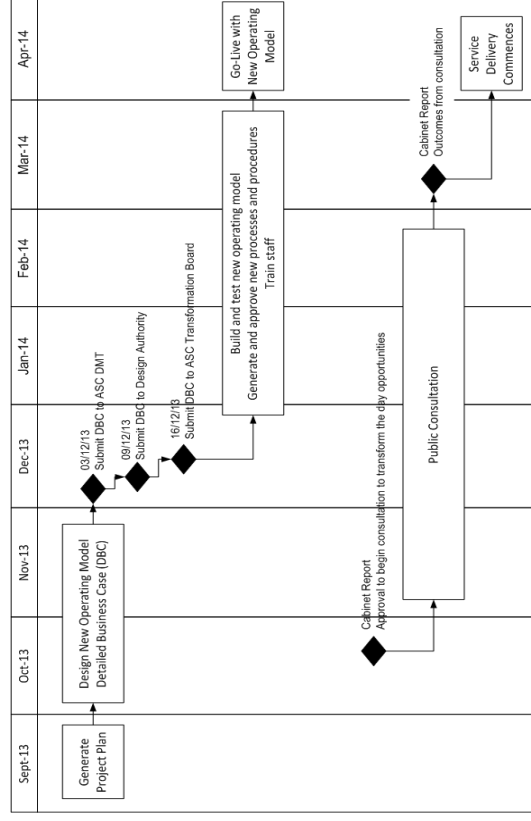 Sept-13
Oct-13
Nov-13
Dec-13
Jan-14
Feb-14
Mar-14
Apr-14
Generate
Project Plan
Design New Operating Model
Detailed Business Case (DBC)
03/12/13
Submit DBC to ASC DMT
09/12/13
Submit DBC to Design Authority
16/12/13
Submit DBC to ASC Transformation Board
Build and test new operating model
Generate and approve new processes and procedures
Train staff
Go-Live with
New Operating
Model
Cabinet Report
Approval to begin consultation to transform the day opportunities
Public Consultation
Cabinet Report
Outcomes from consultation
Service
Delivery
Commences